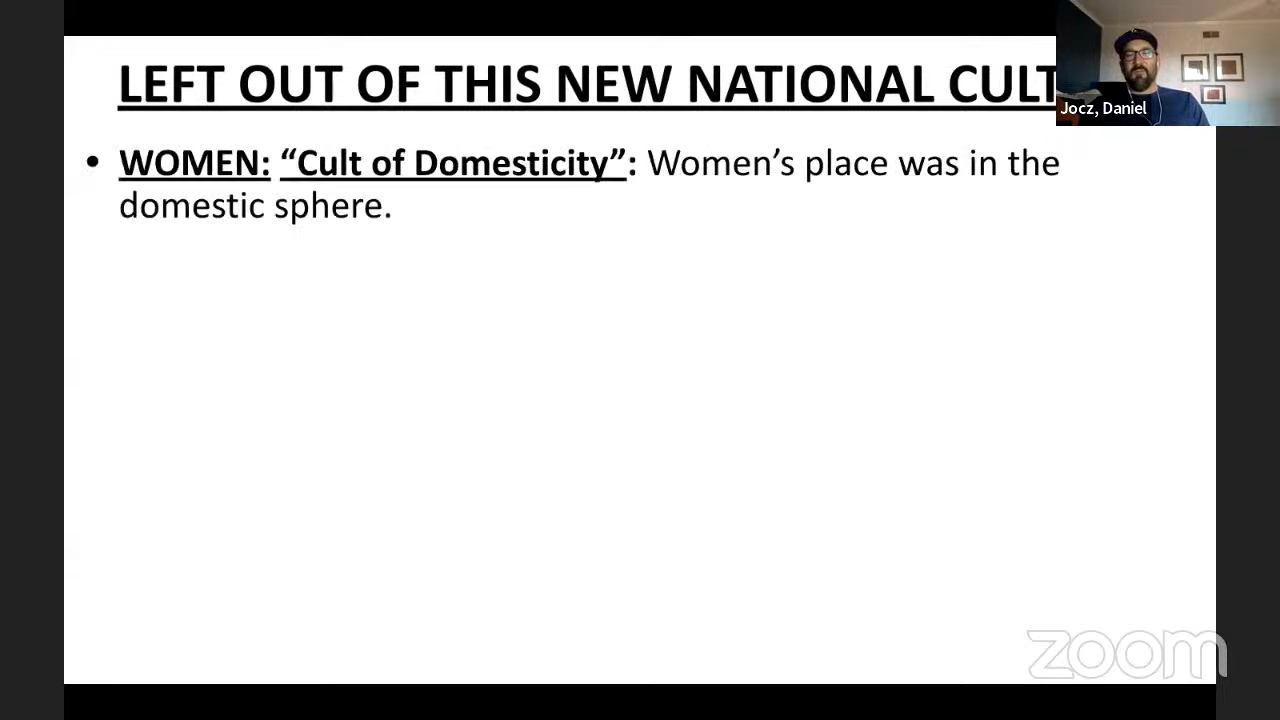 LEFT OUT OF THIS NEW NATIONAL CULT
Jocz, Daniel
• WOMEN: “Cult of Domesticity”: Women’s place was in the
domestic sphere.
zoom